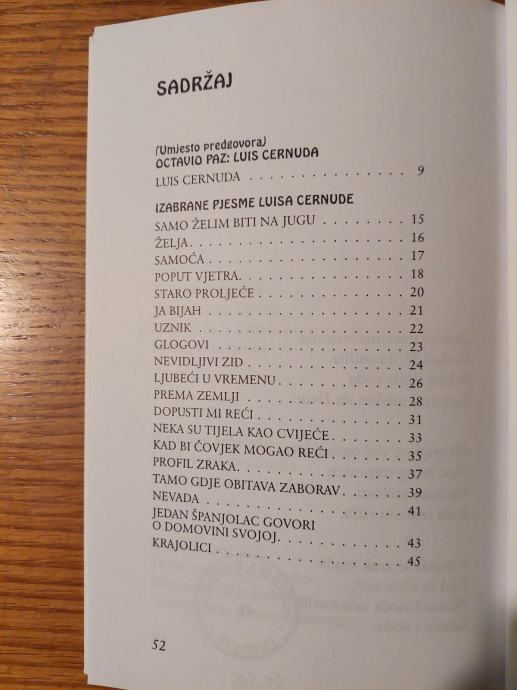 SADRŽAJ
(Umjesto predgovora)
OCTAVIO PAZ: LUIS CERNUDA
LUIS CERNUDA . . . . . . . . . . . . . . . . 9
IZABRANE PJESME LUISA CERNUDE
SAMO ŽELIM BITI NA JUGU . . . . . . . . 15
ŽELJA. . . . . . . . . . . . . . . . . . . . . 16
SAMOĆA . . . . . . . . . . . . . . . . . . . 17
POPUT VJETRA. . . . . . . . . . . . . . . . 18
STARO PROLJEĆE . . . . . . . . . . . . . . 20
JA BIJAH . . . . . . . . . . . . . . . . . . . 21
UZNIK . . . . . . . . . . . . . . . . . . . . 22
GLOGOVI . . . . . . . . . . . . . . . . . . 23
NEVIDLJIVI ZID . . . . . . . . . . . . . . . 24
LJUBEĆI U VREMENU . . . . . . . . . . . . 26
PREMA ZEMLJI . . . . . . . . . . . . . . . 28
DOPUSTI MI REĆI . . . . . . . . . . . . . . 31
NEKA SU TIJELA KAO CVIJEĆE. . . . . . . 33
KAD BI ČOVJEK MOGAO REĆI . . . . . . . 35
PROFIL ZRAKA. . . . . . . . . . . . . . . . 37
TAMO GDJE OBITAVA ZABORAV. . . . . . 39
NEVADA . . . . . . . . . . . . . . . . . . . 41
JEDAN ŠPANJOLAC GOVORI
O DOMOVINI SVOJOJ. . . . . . . . . . . . 43
KRAJOLICI . . . . . . . . . . . . . . . . . . 45
52